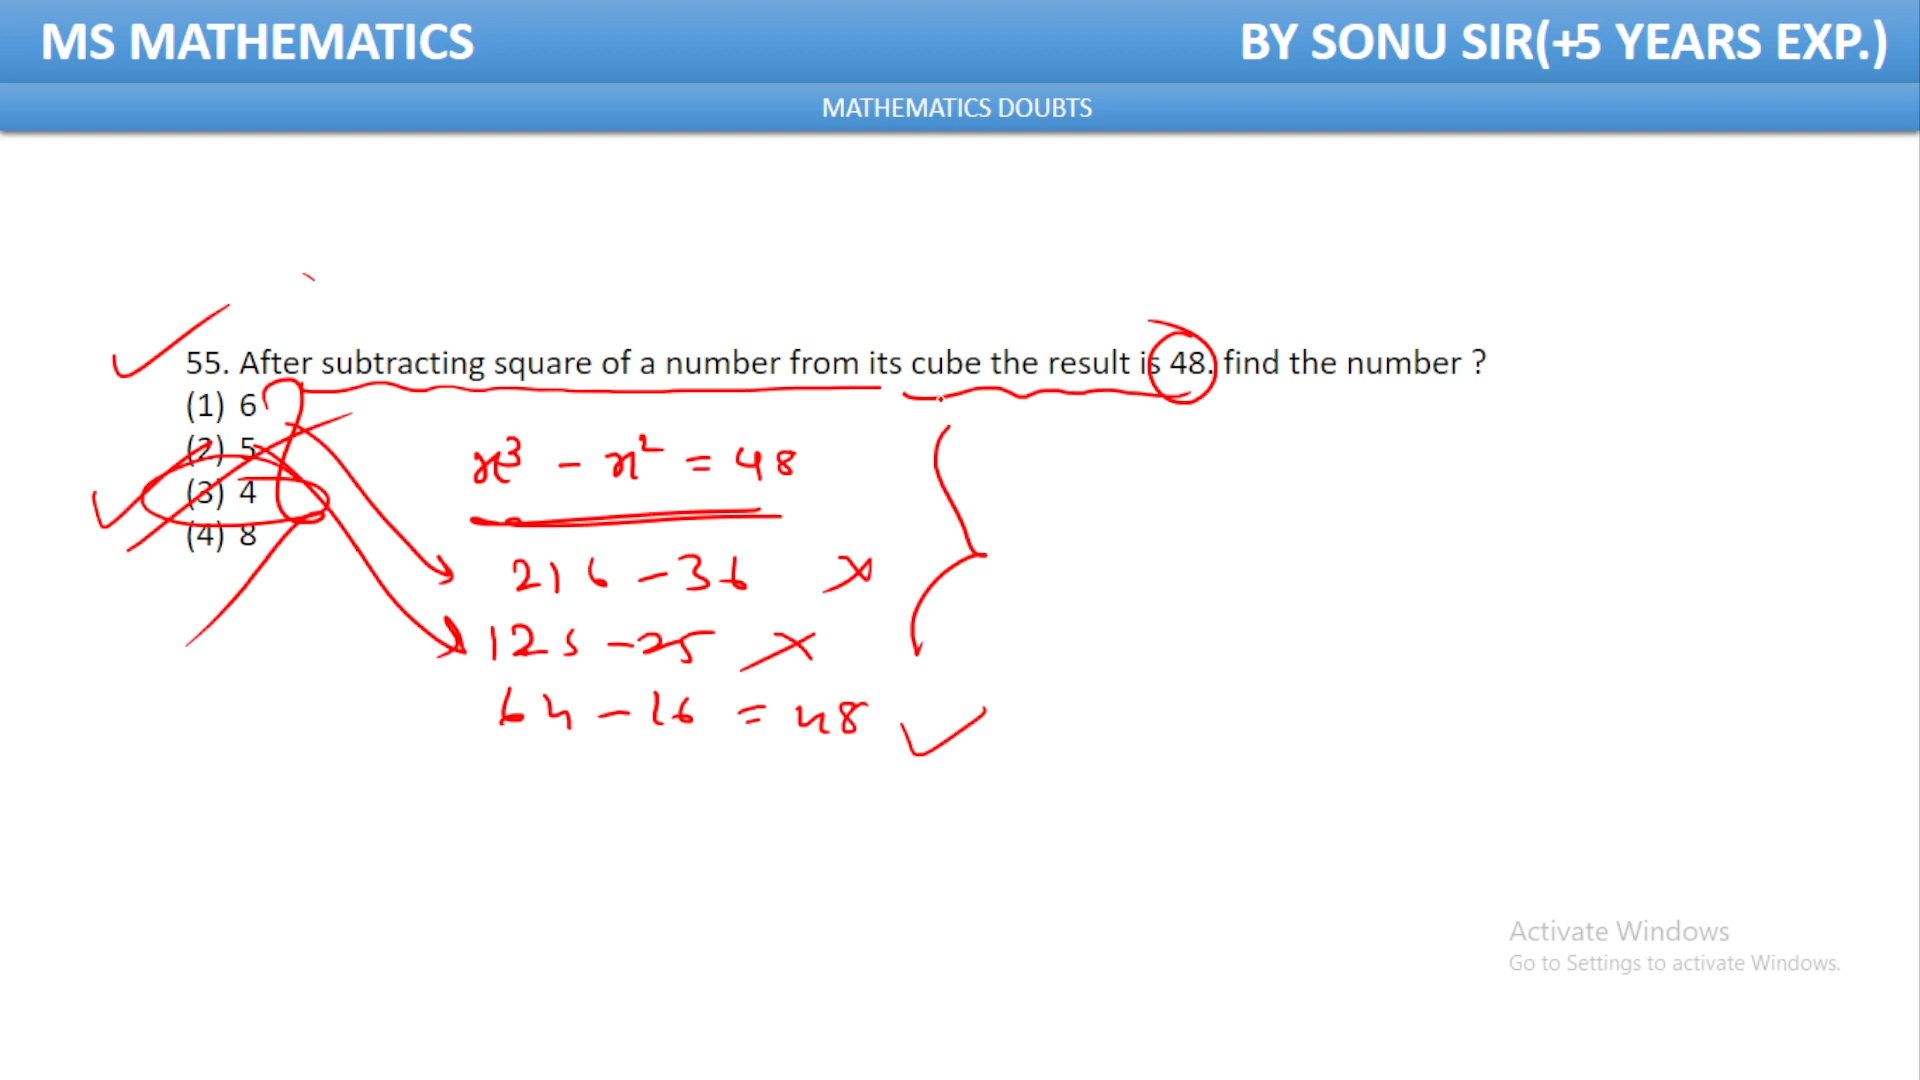 MS MATHEMATICS
BY SONU SIR(+5 YEARS EXP.)
MATHEMATICS DOUBTS
55. After subtracting square of a number from its cube the result is 48. find the number ?
(1) 6
(2) 5
(3) 4
(4) 8
x³ - x² = 48
216 - 36 ×
125 - 25 ×
64 - 16 = 48
Activate Windows
Go to Settings to activate Windows.